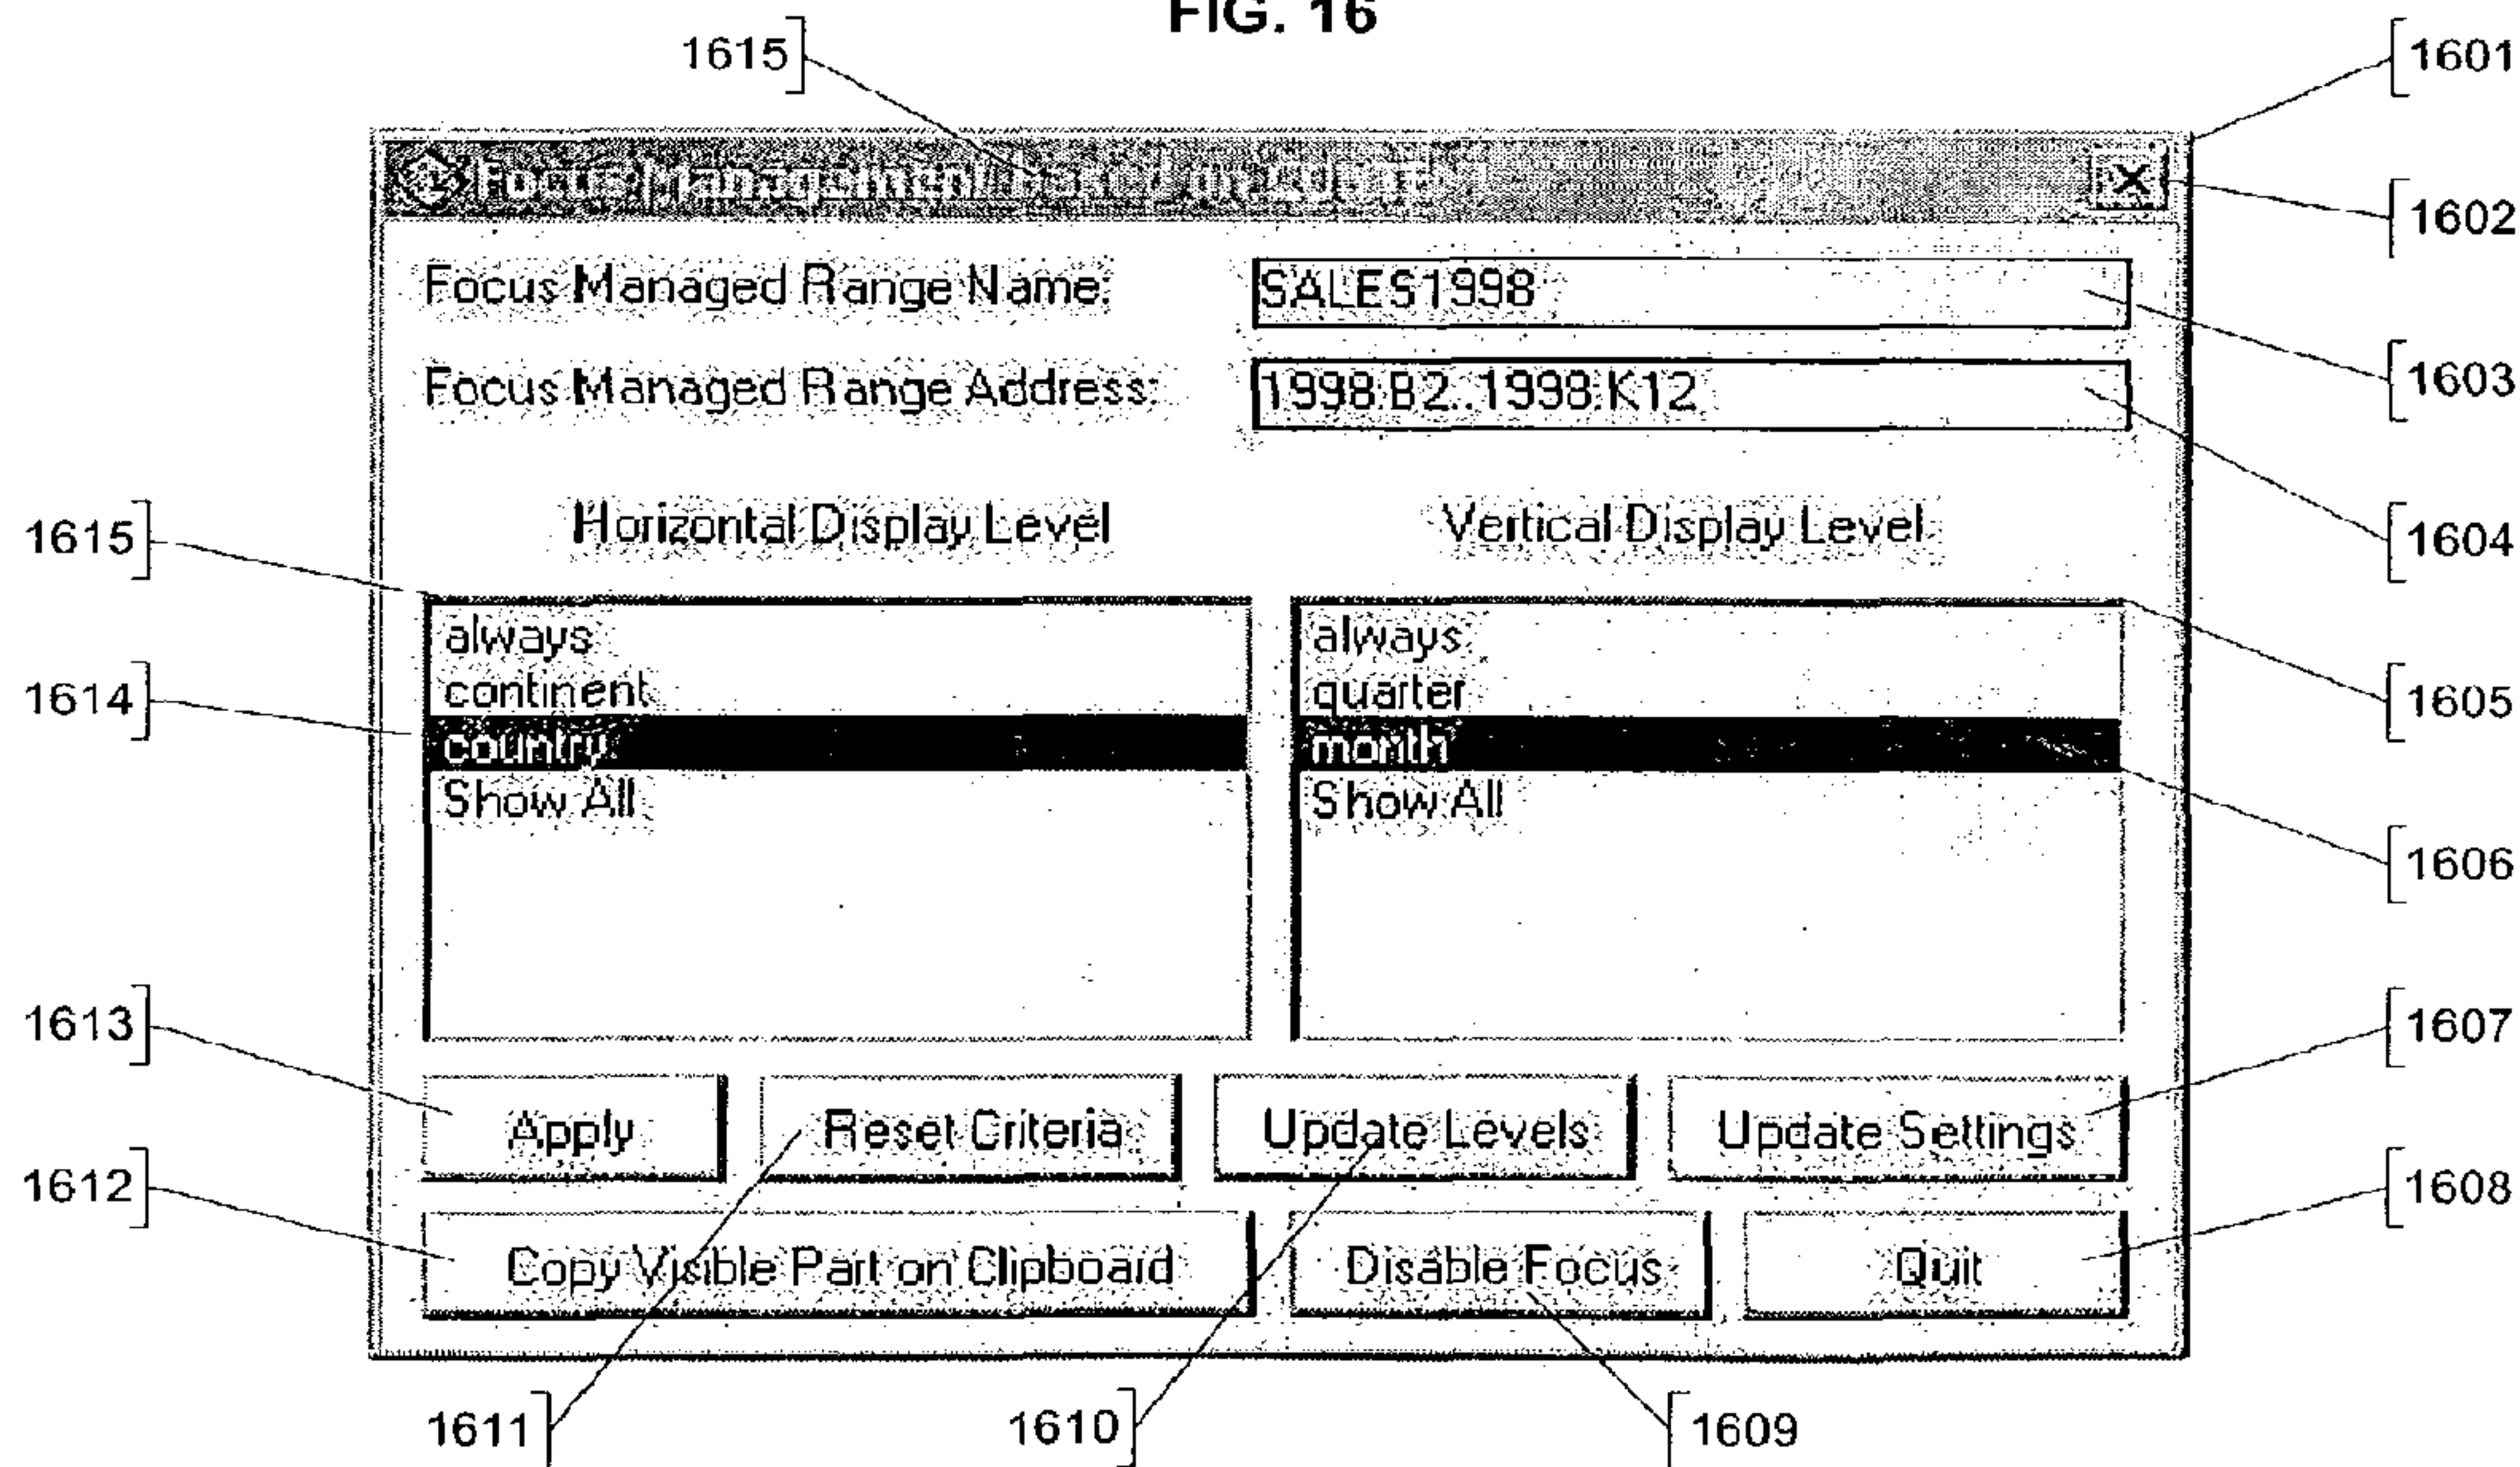 FIG. 16
1615
1601
Focus Management
1602
Focus Managed Range Name:
SALES1998
1603
Focus Managed Range Address:
1998:B2..1998:K12
1604
Horizontal Display Level
Vertical Display Level
1615
always
continent
country
Show All
always
quarter
month
Show All
1614
1605
1606
1613
1607
Apply
Reset Criteria
Update Levels
Update Settings
1612
1608
Copy Visible Part on Clipboard
Disable Focus
Quit
1611
1610
1609